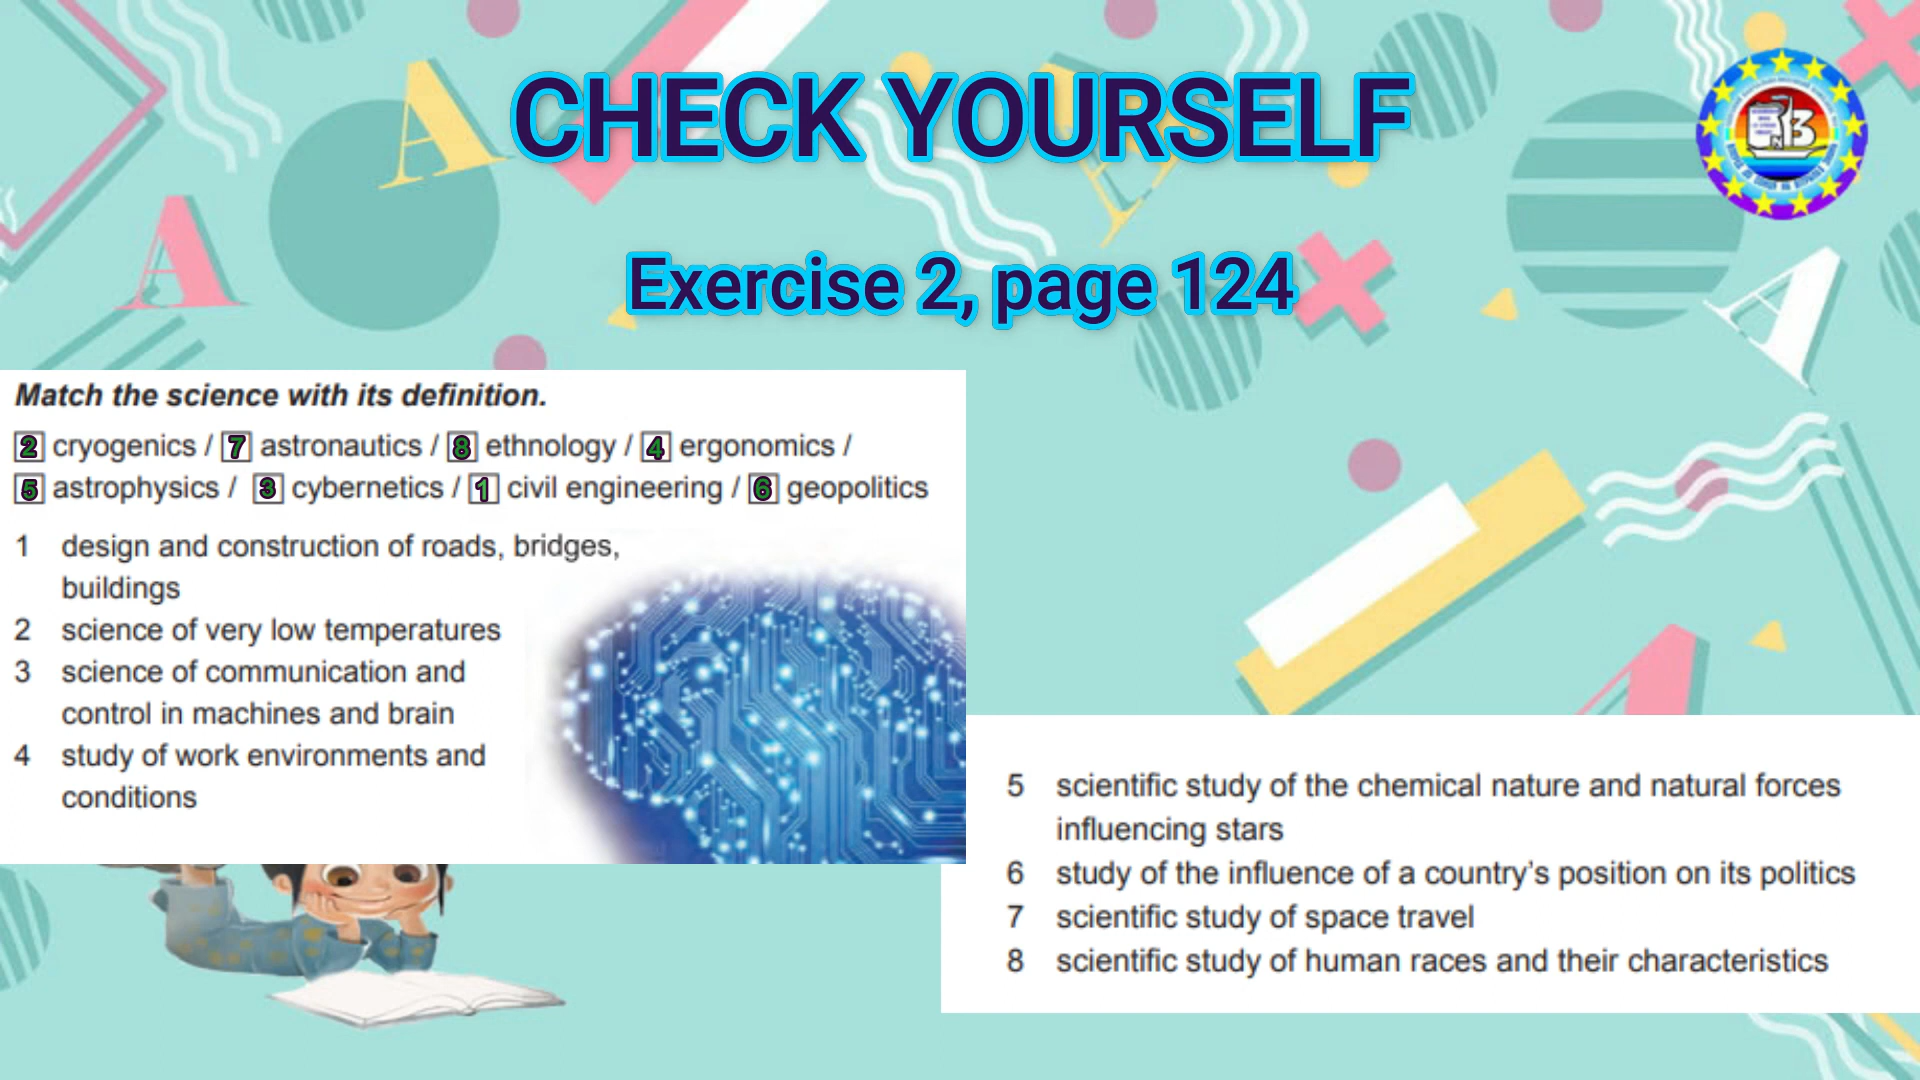 CHECK YOURSELF
Exercise 2, page 124
Match the science with its definition.
2 cryogenics / 7 astronautics / 8 ethnology / 4 ergonomics /
5 astrophysics / 3 cybernetics / 1 civil engineering / 6 geopolitics
1 design and construction of roads, bridges,
buildings
2 science of very low temperatures
3 science of communication and
control in machines and brain
4 study of work environments and
conditions
5 scientific study of the chemical nature and natural forces
influencing stars
6 study of the influence of a country’s position on its politics
7 scientific study of space travel
8 scientific study of human races and their characteristics